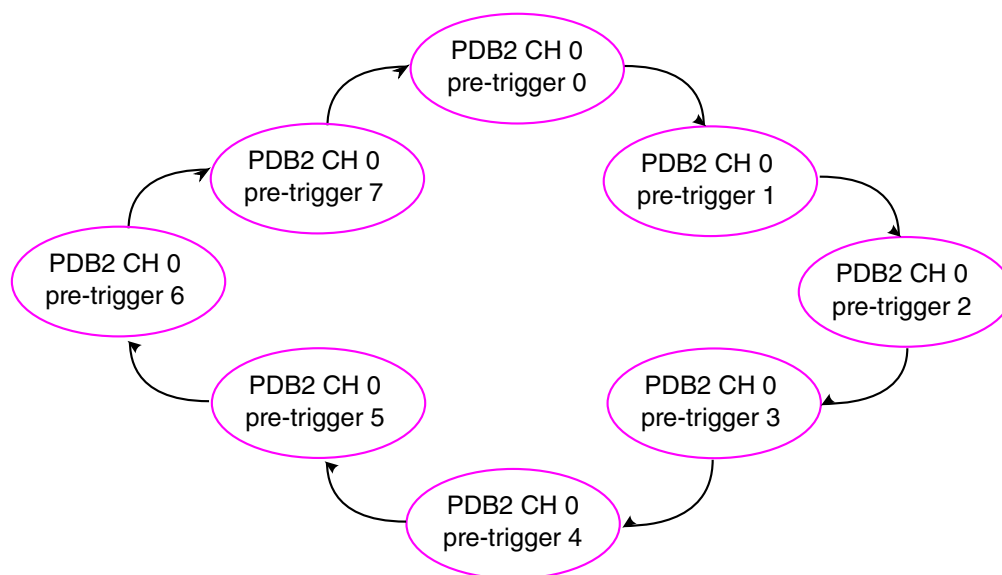 PDB2 CH 0
pre-trigger 0
PDB2 CH 0
pre-trigger 1
PDB2 CH 0
pre-trigger 2
PDB2 CH 0
pre-trigger 3
PDB2 CH 0
pre-trigger 4
PDB2 CH 0
pre-trigger 5
PDB2 CH 0
pre-trigger 6
PDB2 CH 0
pre-trigger 7